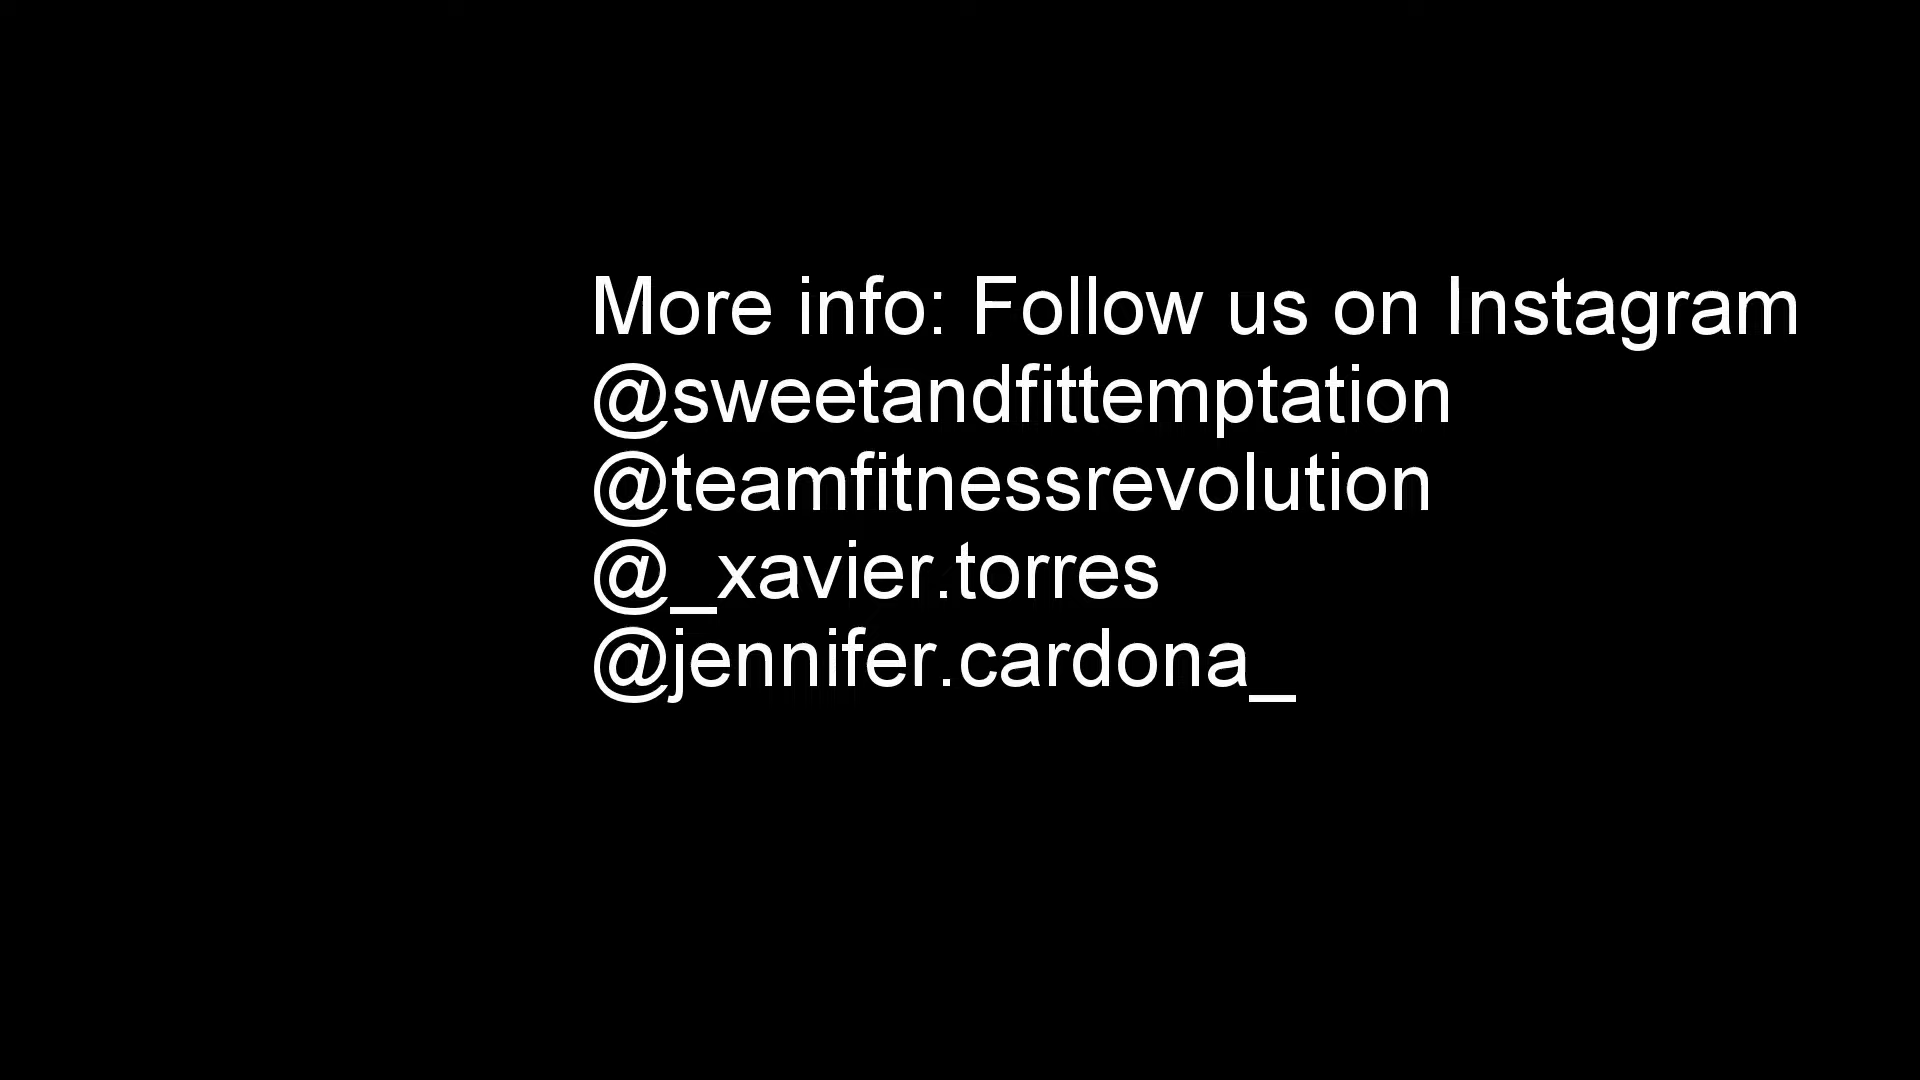 More info: Follow us on Instagram
@sweetandfittemptation
@teamfitnessrevolution
@_xavier.torres
@jennifer.cardona_